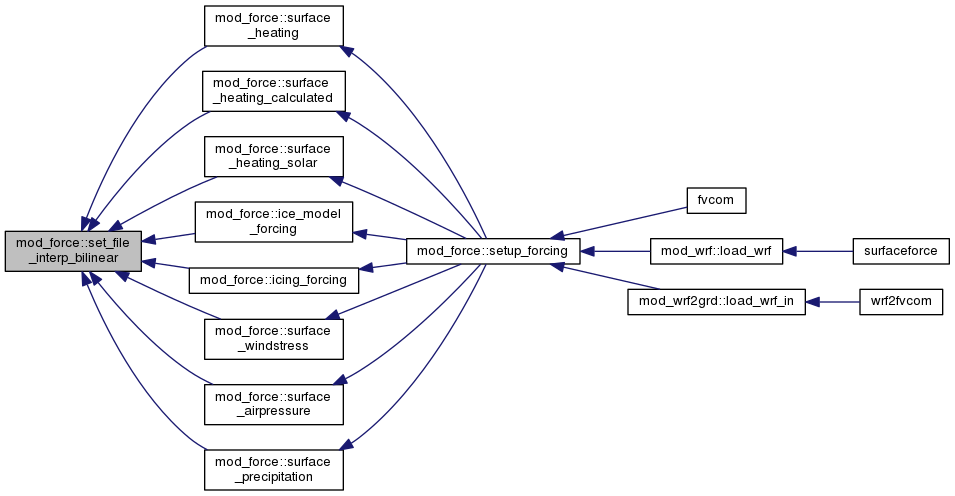 mod_force::set_file
_interp_bilinear
mod_force::surface
_heating
mod_force::surface
_heating_calculated
mod_force::surface
_heating_solar
mod_force::ice_model
_forcing
mod_force::icing_forcing
mod_force::surface
_windstress
mod_force::surface
_airpressure
mod_force::surface
_precipitation
mod_force::setup_forcing
fvcom
mod_wrf::load_wrf
surfaceforce
mod_wrf2grd::load_wrf_in
wrf2fvcom